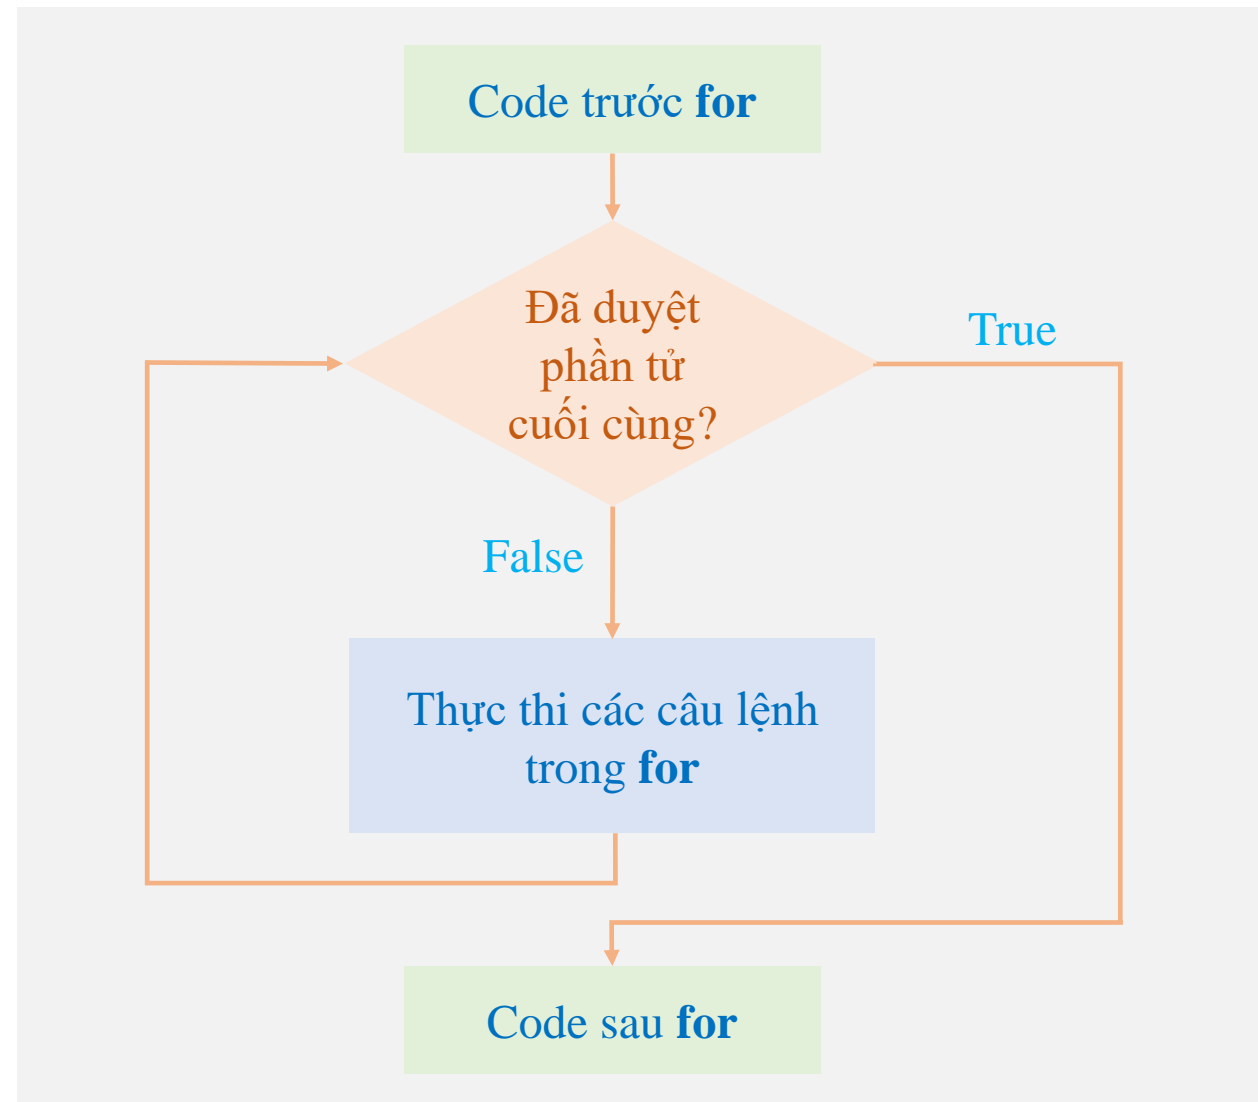 Code trước for
Đã duyệt
phần tử
cuối cùng?
True
False
Thực thi các câu lệnh
trong for
Code sau for